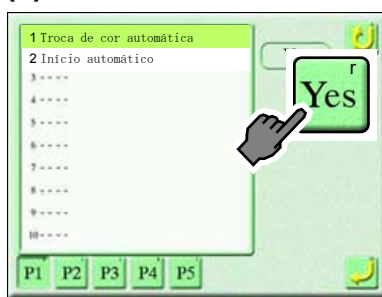 1 Troca de cor automática
2 Início automático
3 - - - -
4 - - - -
5 - - - -
6 - - - -
7 - - - -
8 - - - -
9 - - - -
10 - - - -
r
Yes
P1 P2 P3 P4 P5